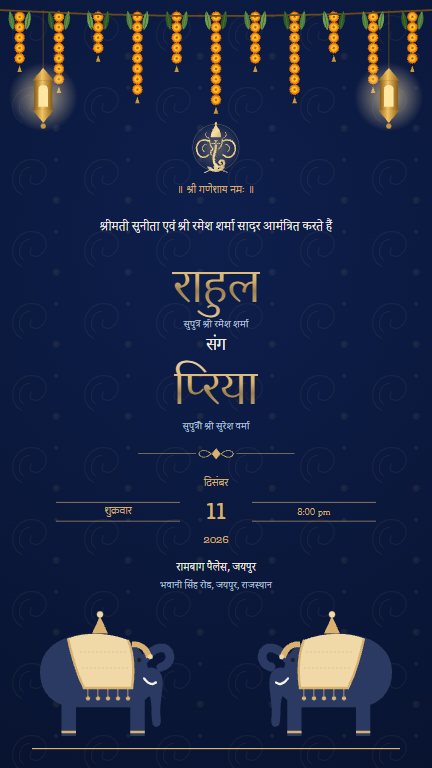 ॥ श्री गणेशाय नमः ॥
श्रीमती सुनीता एवं श्री रमेश शर्मा सादर आमंत्रित करते हैं
राहुल
सुपुत्र श्री रमेश शर्मा
संग
प्रिया
सुपुत्री श्री सुरेश वर्मा
दिसंबर
शुक्रवार 11 8:00 pm
2026
रामबाग पैलेस, जयपुर
भवानी सिंह रोड, जयपुर, राजस्थान